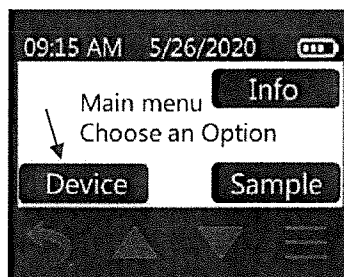 09:15 AM 5/26/2020
Info
Main menu
Choose an Option
Device Sample